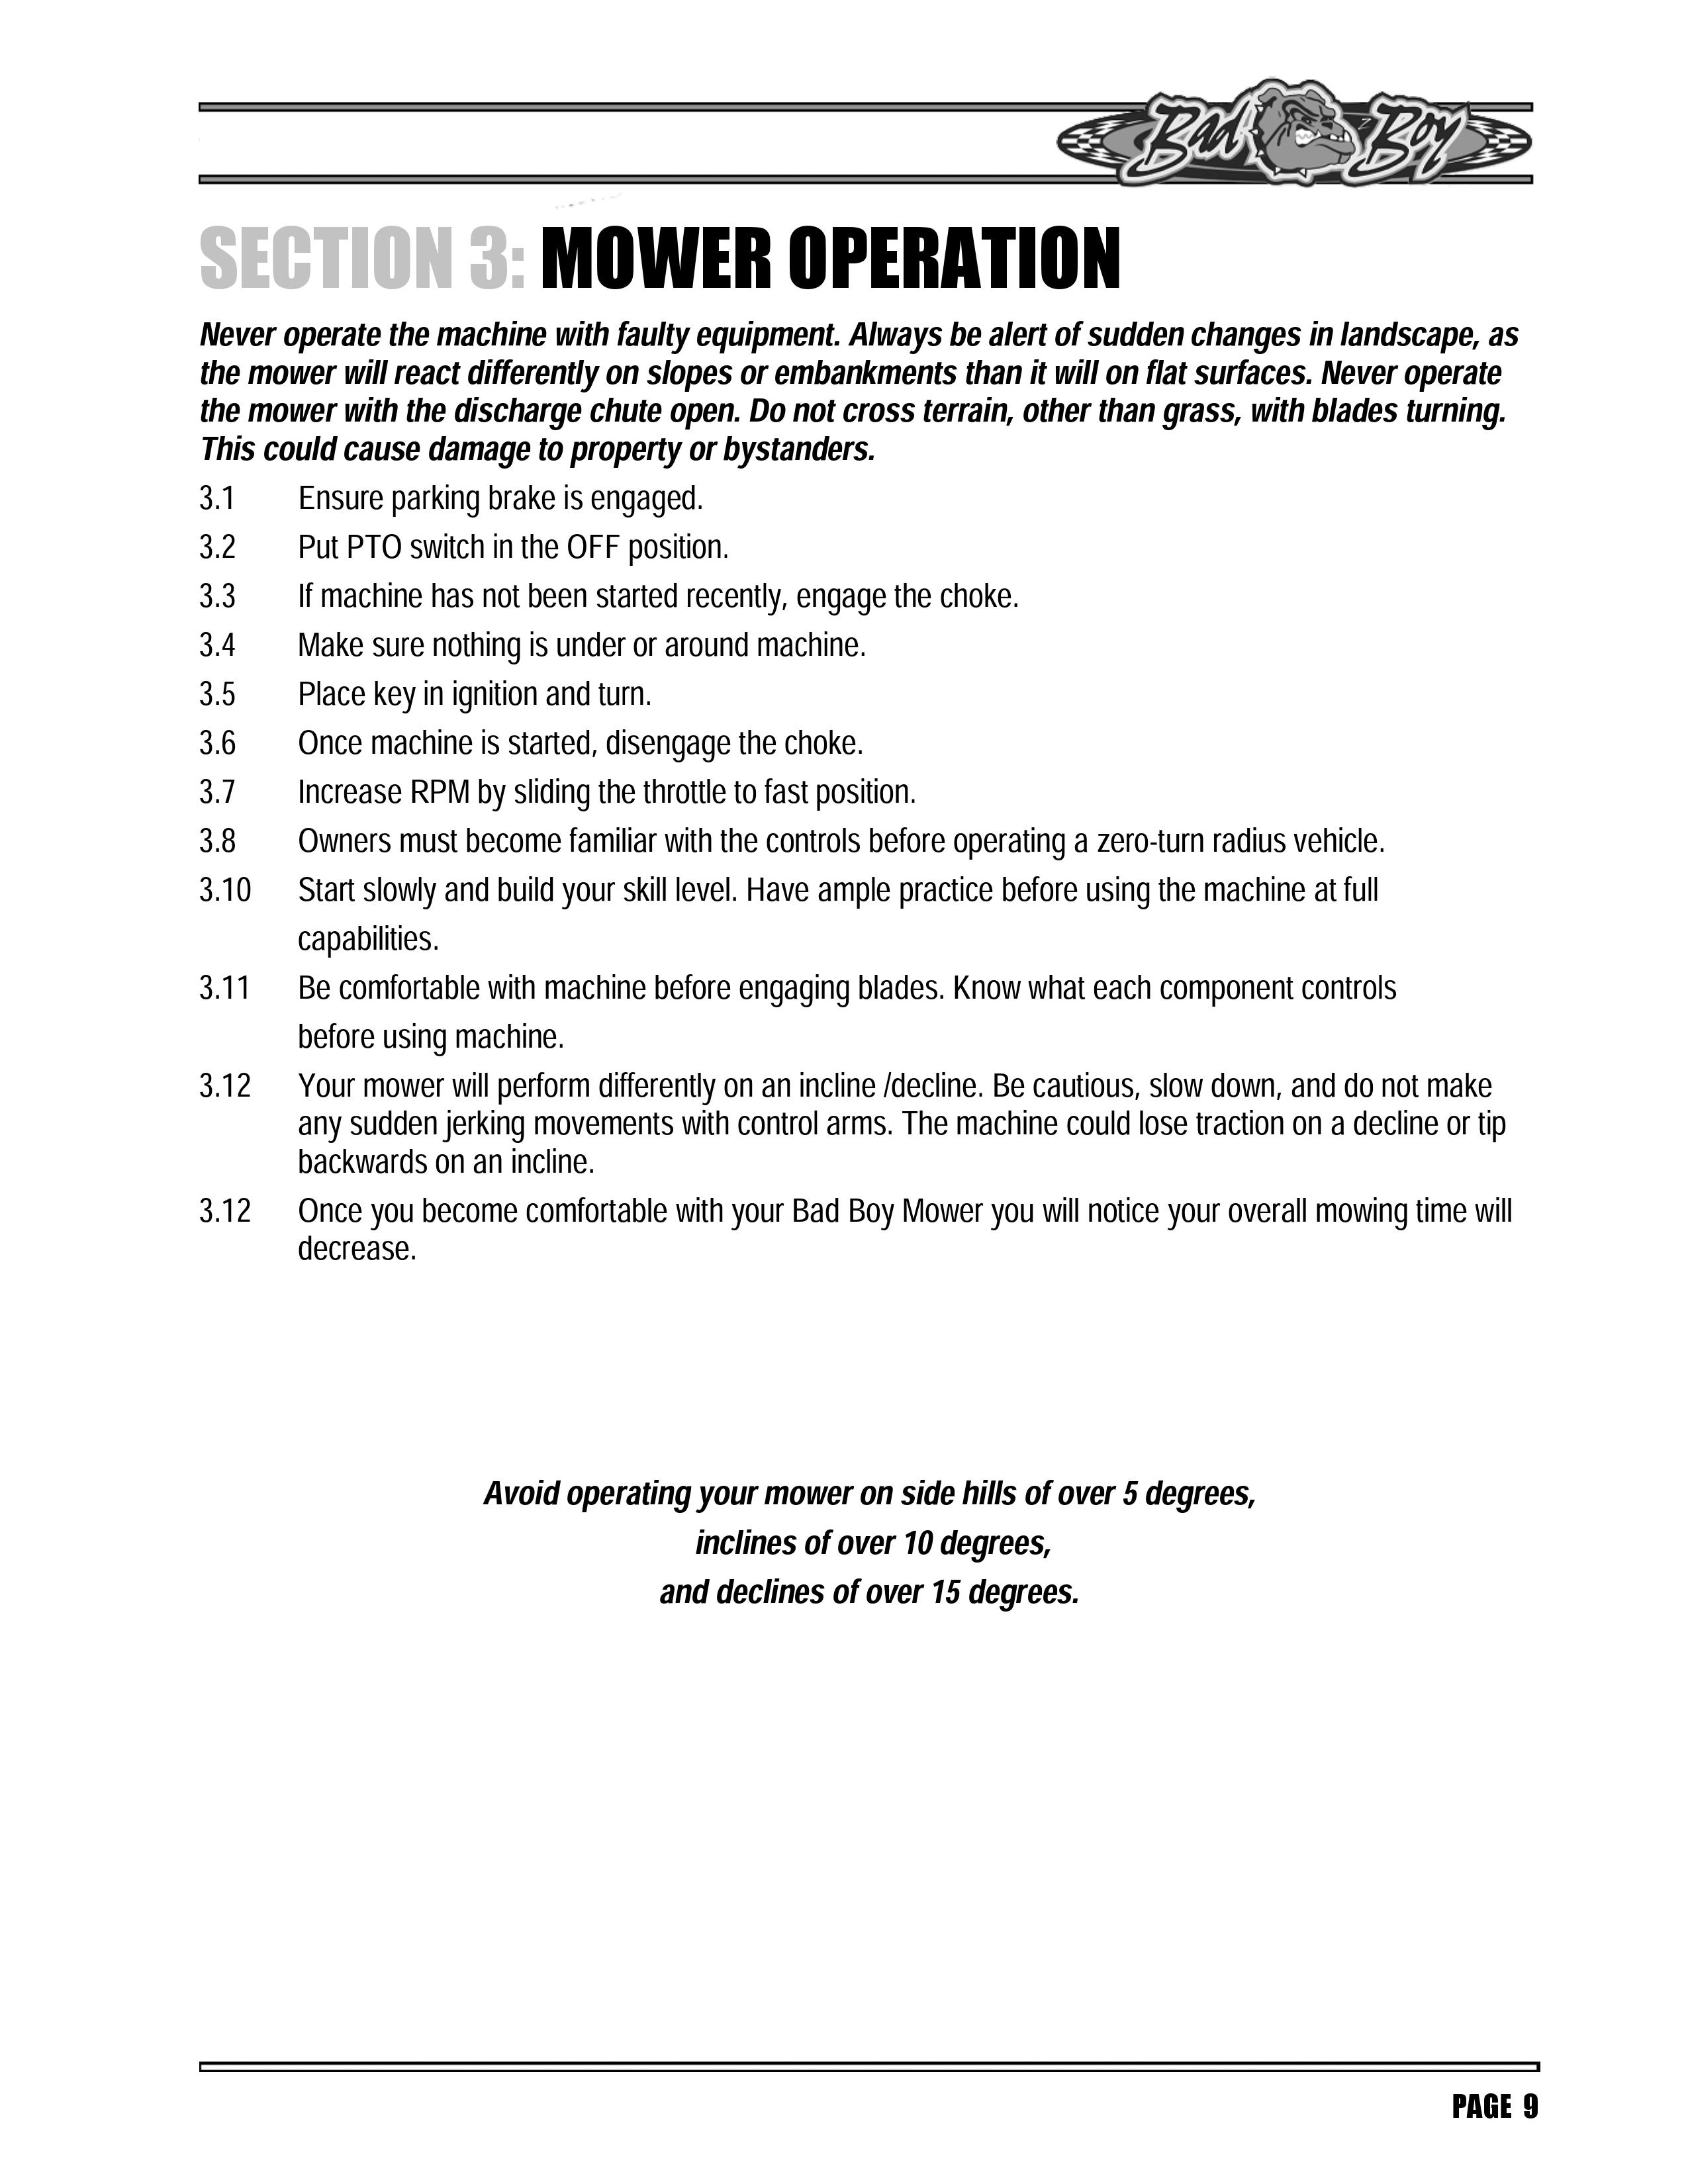 Bad Boy
SECTION 3: MOWER OPERATION
Never operate the machine with faulty equipment. Always be alert of sudden changes in landscape, as
the mower will react differently on slopes or embankments than it will on flat surfaces. Never operate
the mower with the discharge chute open. Do not cross terrain, other than grass, with blades turning.
This could cause damage to property or bystanders.
3.1 Ensure parking brake is engaged.
3.2 Put PTO switch in the OFF position.
3.3 If machine has not been started recently, engage the choke.
3.4 Make sure nothing is under or around machine.
3.5 Place key in ignition and turn.
3.6 Once machine is started, disengage the choke.
3.7 Increase RPM by sliding the throttle to fast position.
3.8 Owners must become familiar with the controls before operating a zero-turn radius vehicle.
3.10 Start slowly and build your skill level. Have ample practice before using the machine at full
capabilities.
3.11 Be comfortable with machine before engaging blades. Know what each component controls
before using machine.
3.12 Your mower will perform differently on an incline /decline. Be cautious, slow down, and do not make
any sudden jerking movements with control arms. The machine could lose traction on a decline or tip
backwards on an incline.
3.12 Once you become comfortable with your Bad Boy Mower you will notice your overall mowing time will
decrease.
Avoid operating your mower on side hills of over 5 degrees,
inclines of over 10 degrees,
and declines of over 15 degrees.
PAGE 9